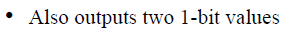 • Also outputs two 1-bit values